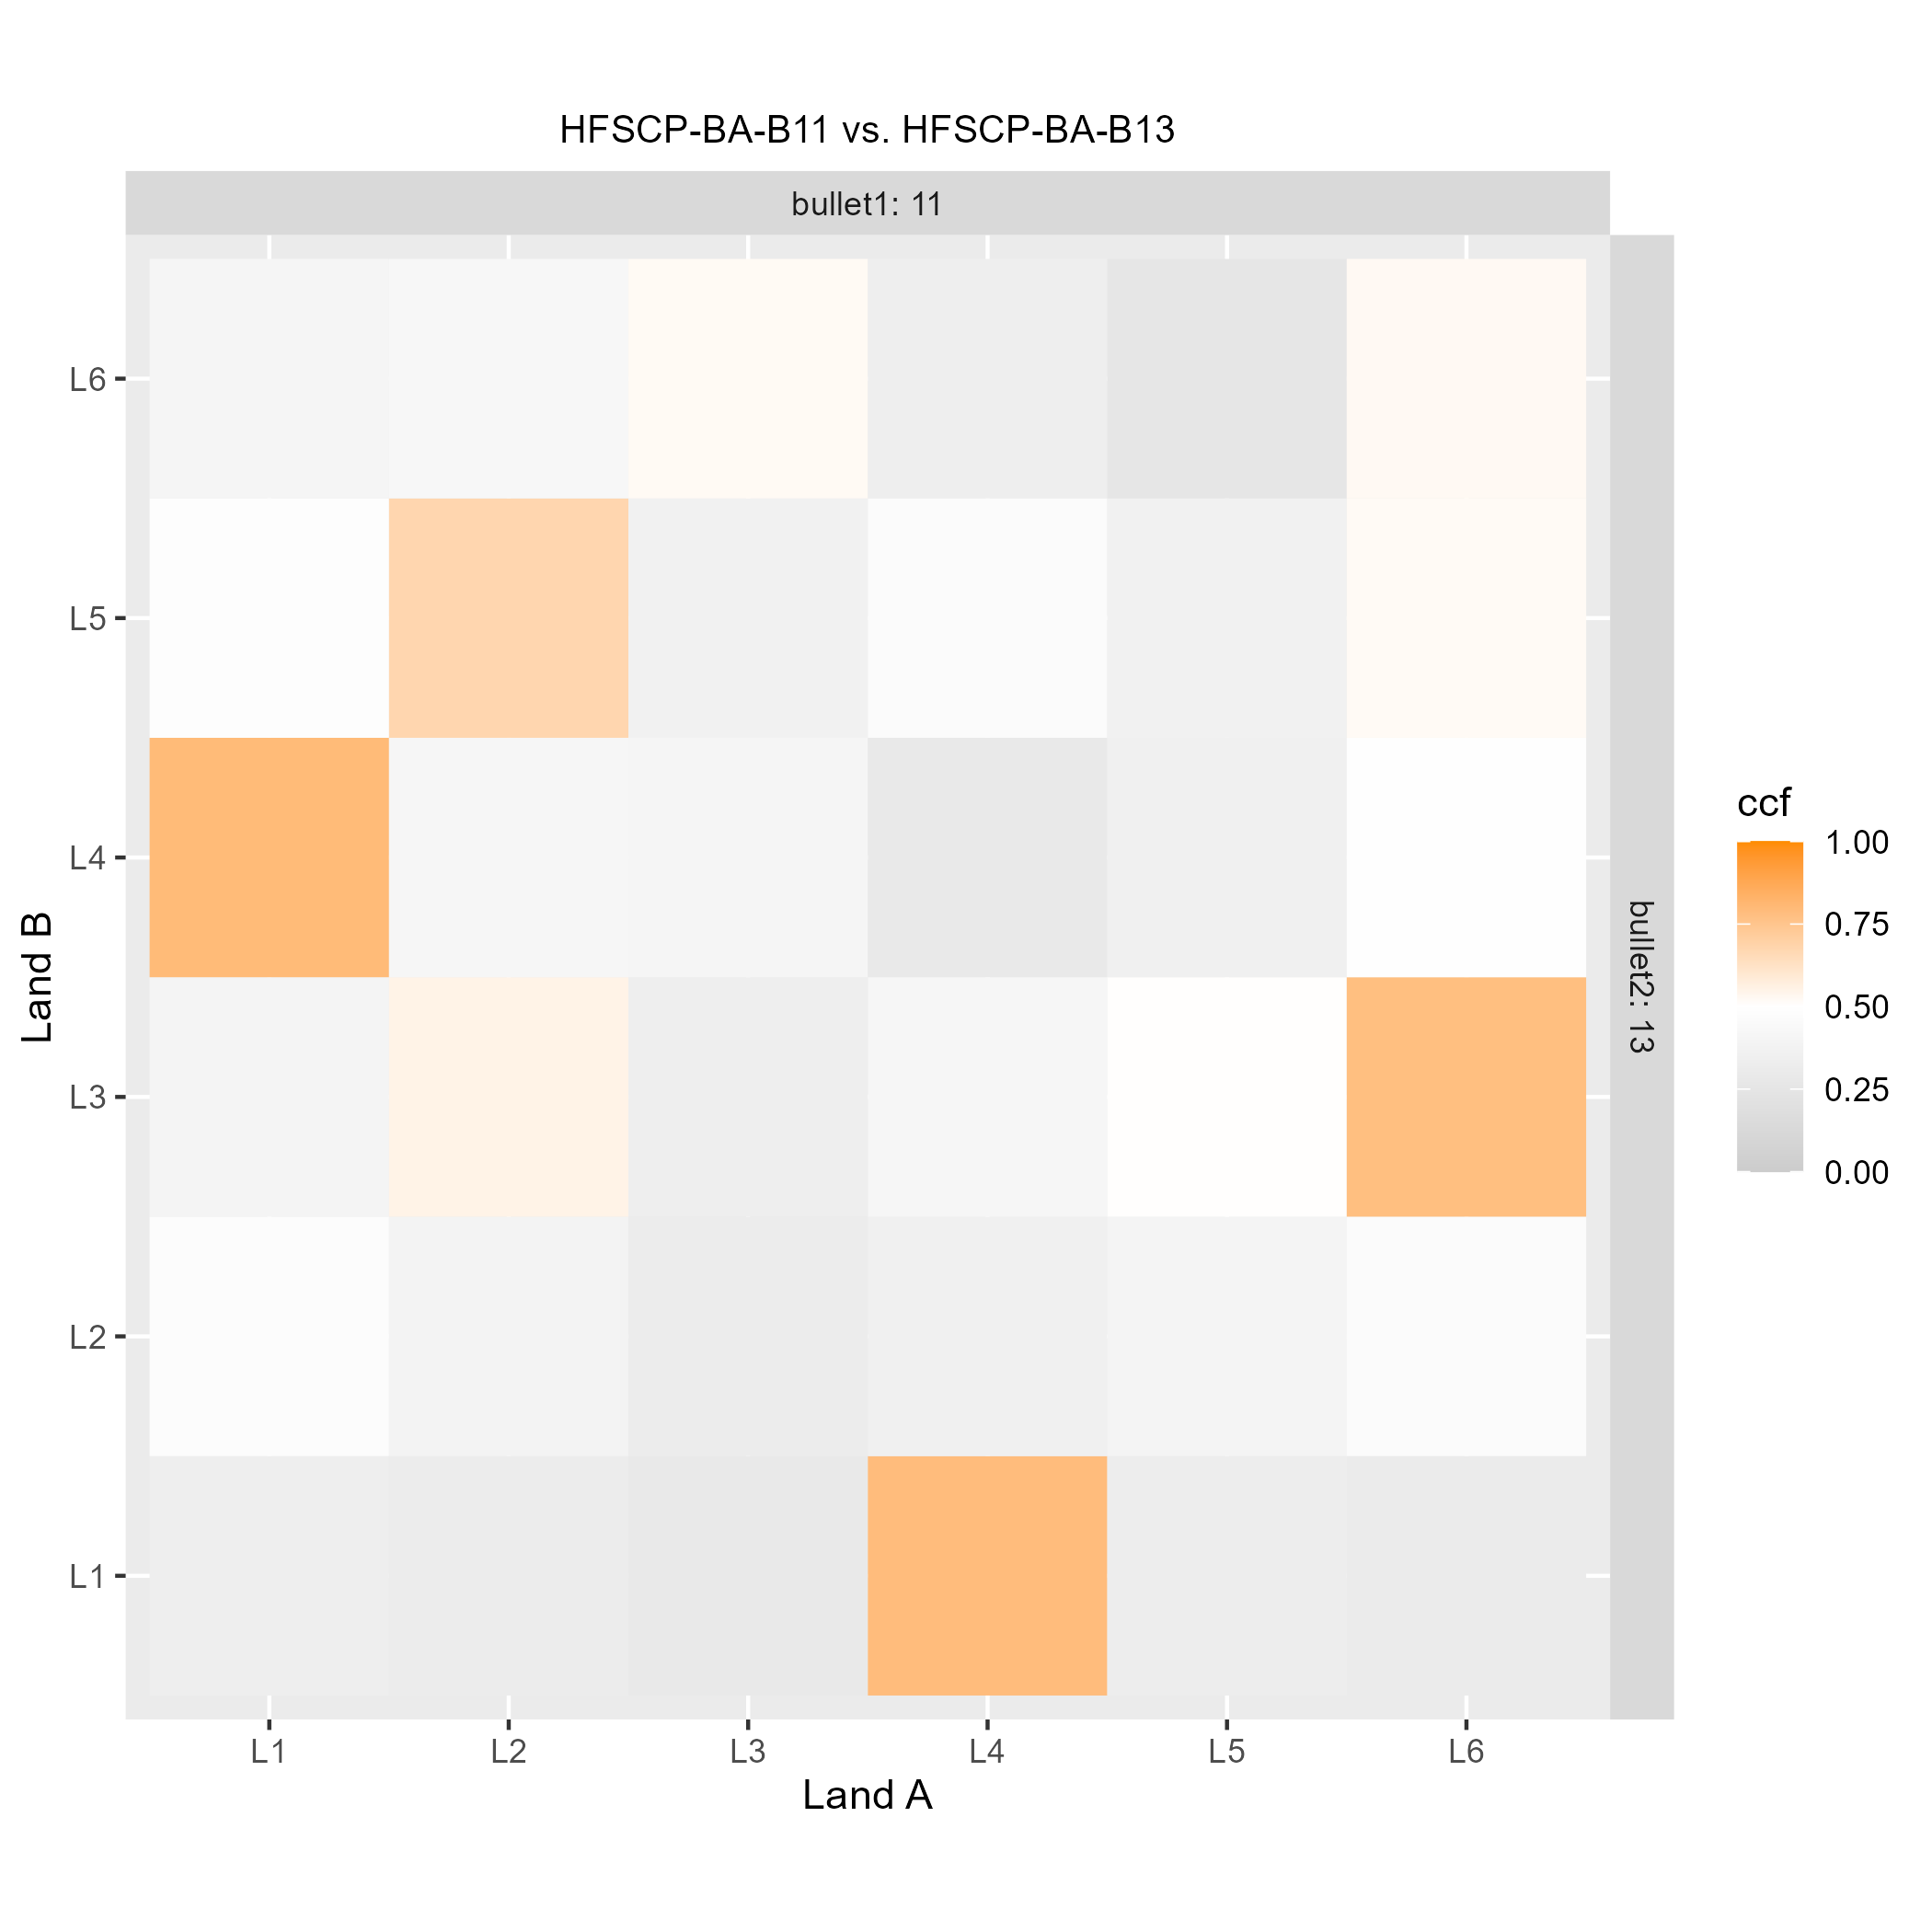 HFSCP-BA-B11 vs. HFSCP-BA-B13
bullet1: 11
L6
L5
L4
L3
L2
L1
Land B
bullet2: 13
L1 L2 L3 L4 L5 L6
Land A
ccf
1.00
0.75
0.50
0.25
0.00